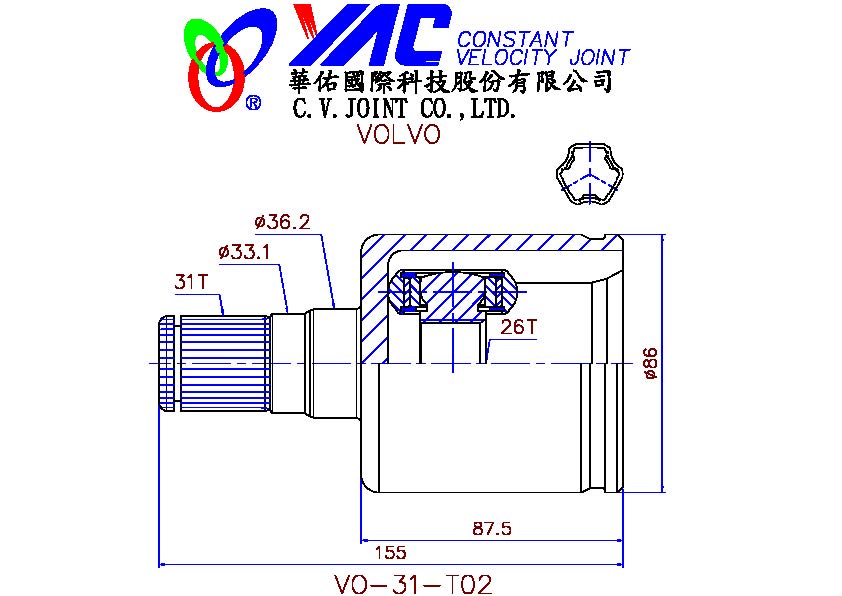 YAC CONSTANT
VELOCITY JOINT
華佑國際科技股份有限公司
®
C.V.JOINT CO.,LTD.
VOLVO
ø36.2
ø33.1
31T
26T
ø86
87.5
155
VO-31-T02